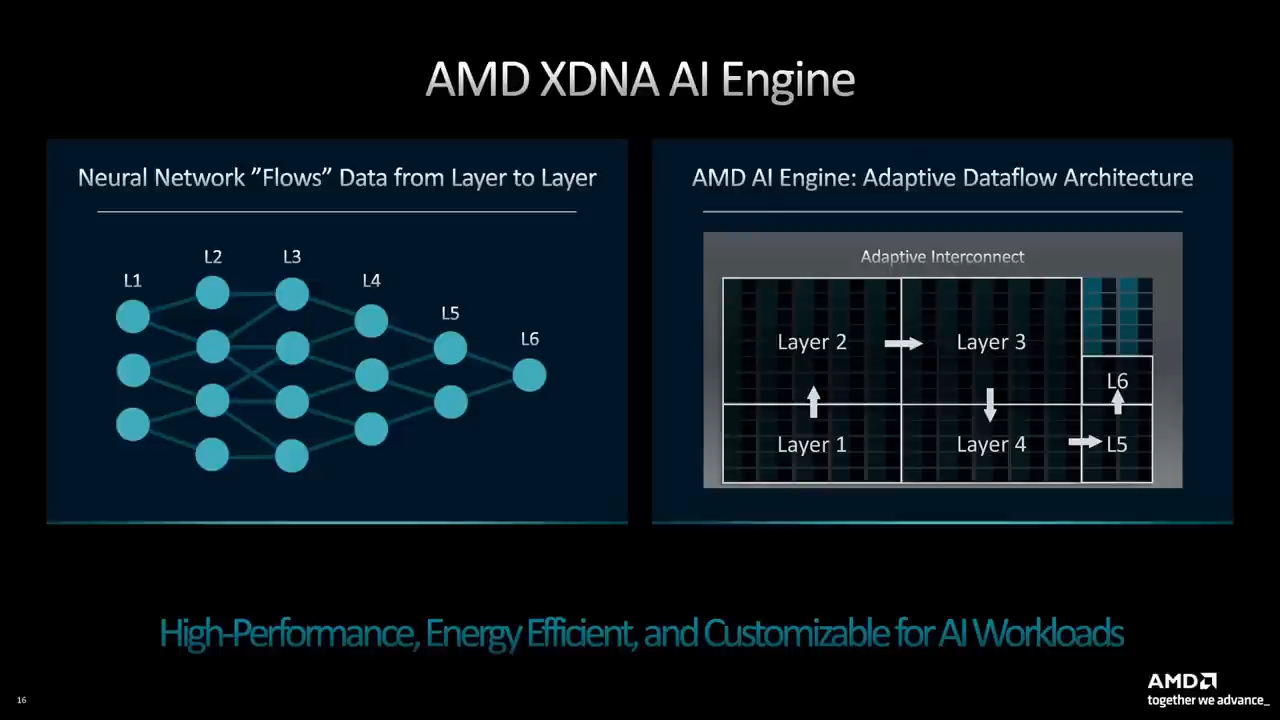 AMD XDNA AI Engine
Neural Network ”Flows” Data from Layer to Layer
L1
L2
L3
L4
L5
L6
AMD AI Engine: Adaptive Dataflow Architecture
Adaptive Interconnect
Layer 2
Layer 3
L6
Layer 1
Layer 4
L5
High-Performance, Energy Efficient, and Customizable for AI Workloads
16
AMD
together we advance_